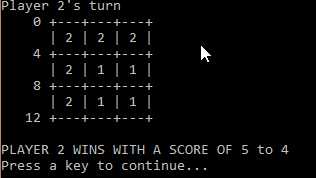 Player 2's turn
0 +---+---+---+
| 2 | 2 | 2 |
4 +---+---+---+
| 2 | 1 | 1 |
8 +---+---+---+
| 2 | 1 | 1 |
12 +---+---+---+
PLAYER 2 WINS WITH A SCORE OF 5 to 4
Press a key to continue...